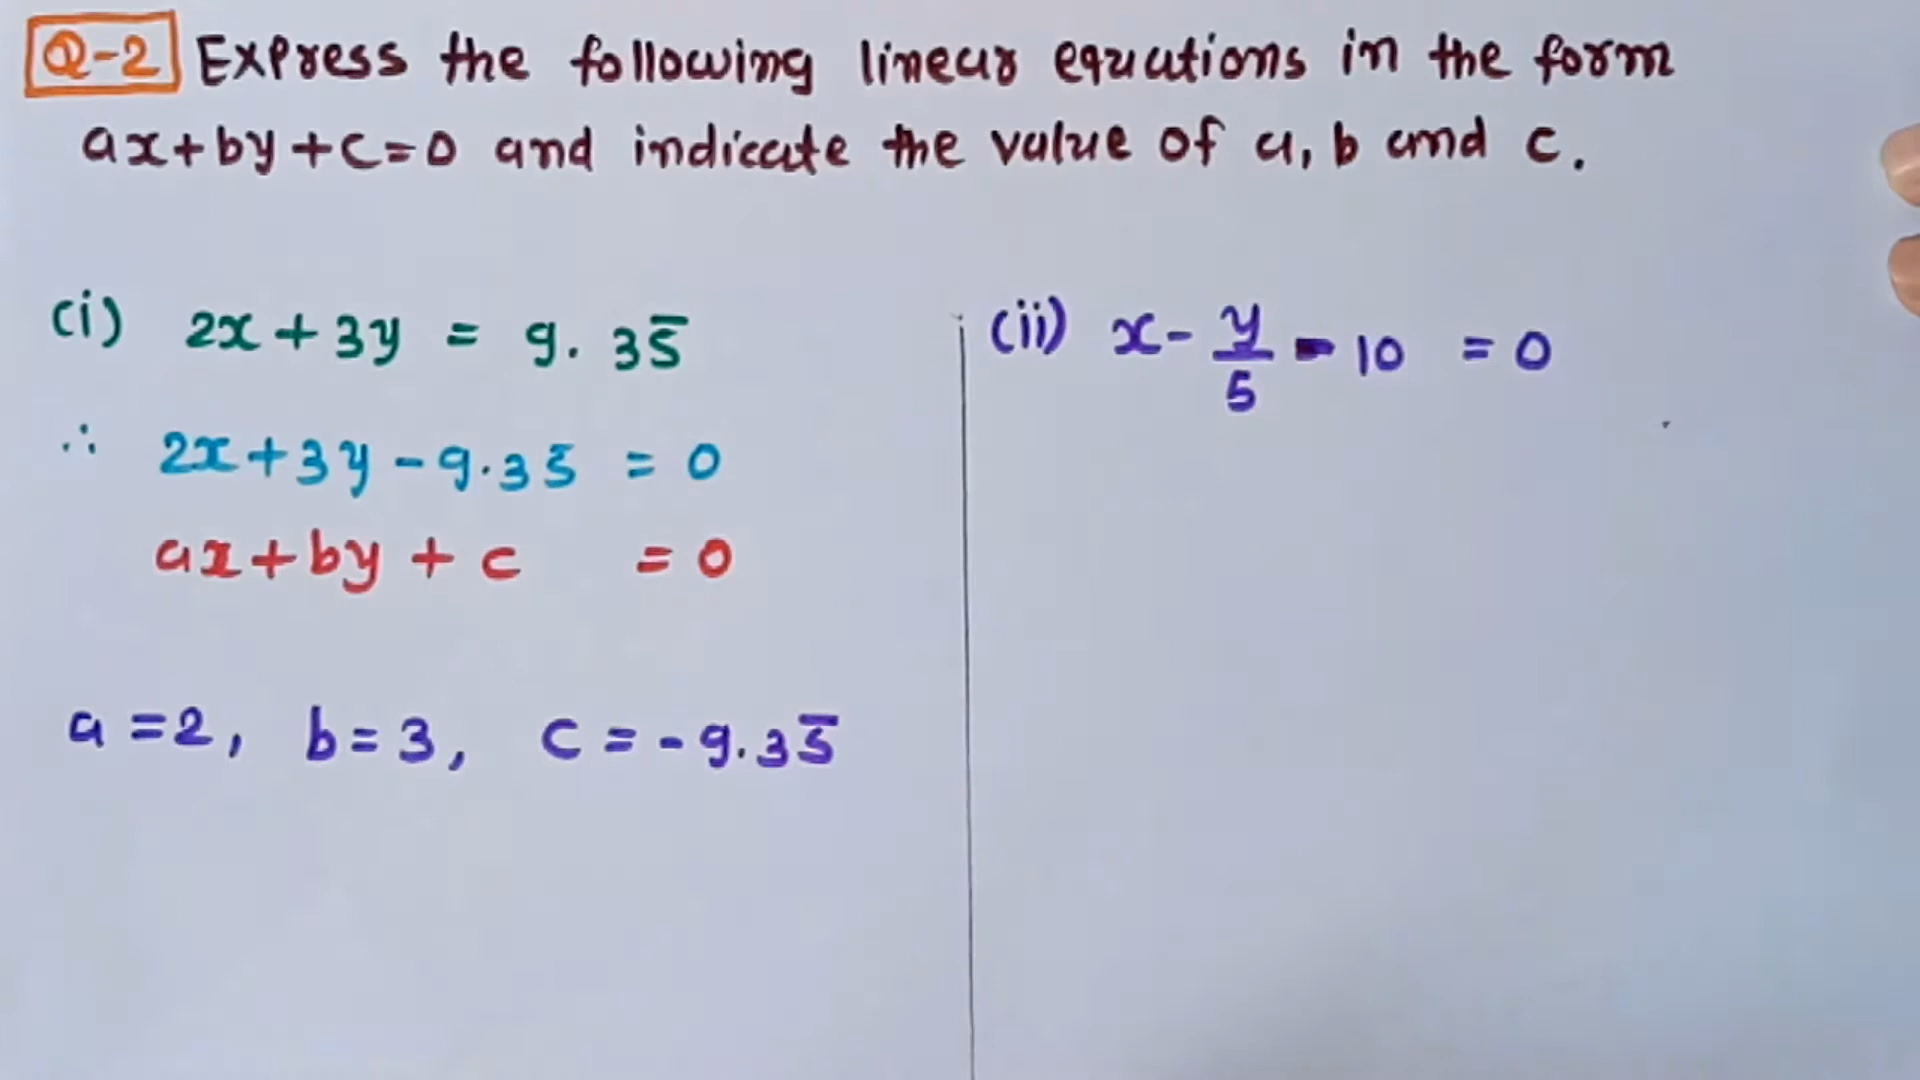 Q-2 Express the following linear equations in the form
ax+by+c=0 and indicate the value of a, b and c.
(i) 2x+3y = 9.35̅
∴ 2x+3y-9.35 = 0
ax+by+c = 0
a=2, b=3, c=-9.35̅
(ii) x - y/5 - 10 = 0